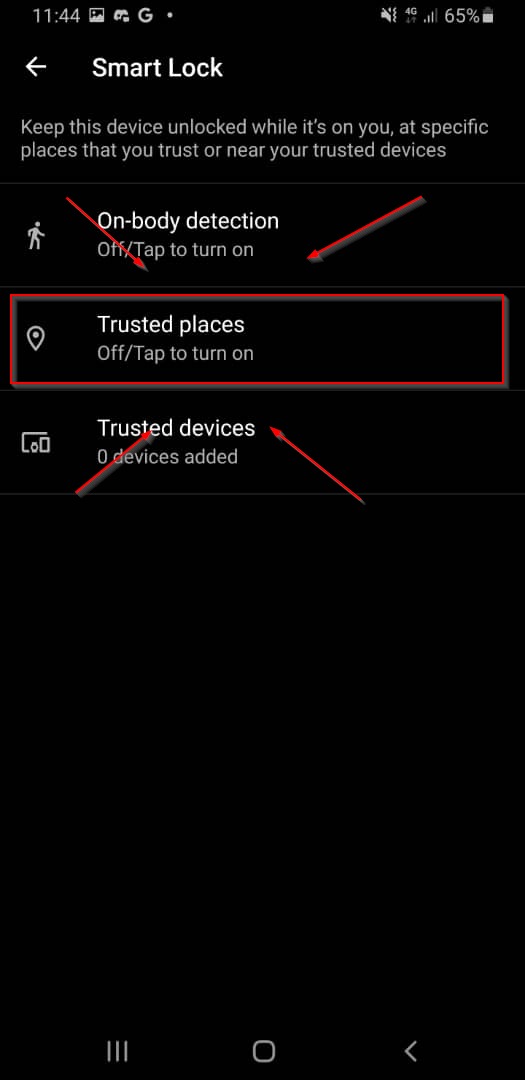 11:44 G 4G 65%
Smart Lock
Keep this device unlocked while it's on you, at specific
places that you trust or near your trusted devices
On-body detection
Off/Tap to turn on
Trusted places
Off/Tap to turn on
Trusted devices
0 devices added